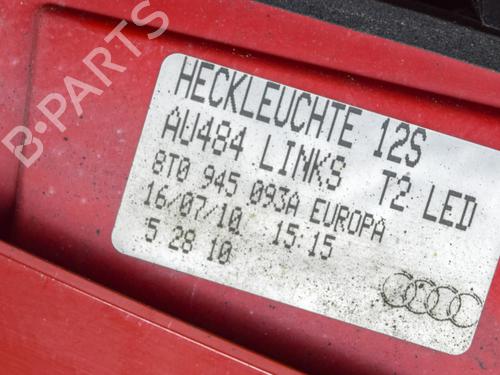 B-PARTS
HECKLEUCHTE 12S
AU484 LINKS T2 LED
8T0 945 093A EUROPA
16/07/10 15:15
5 28 10